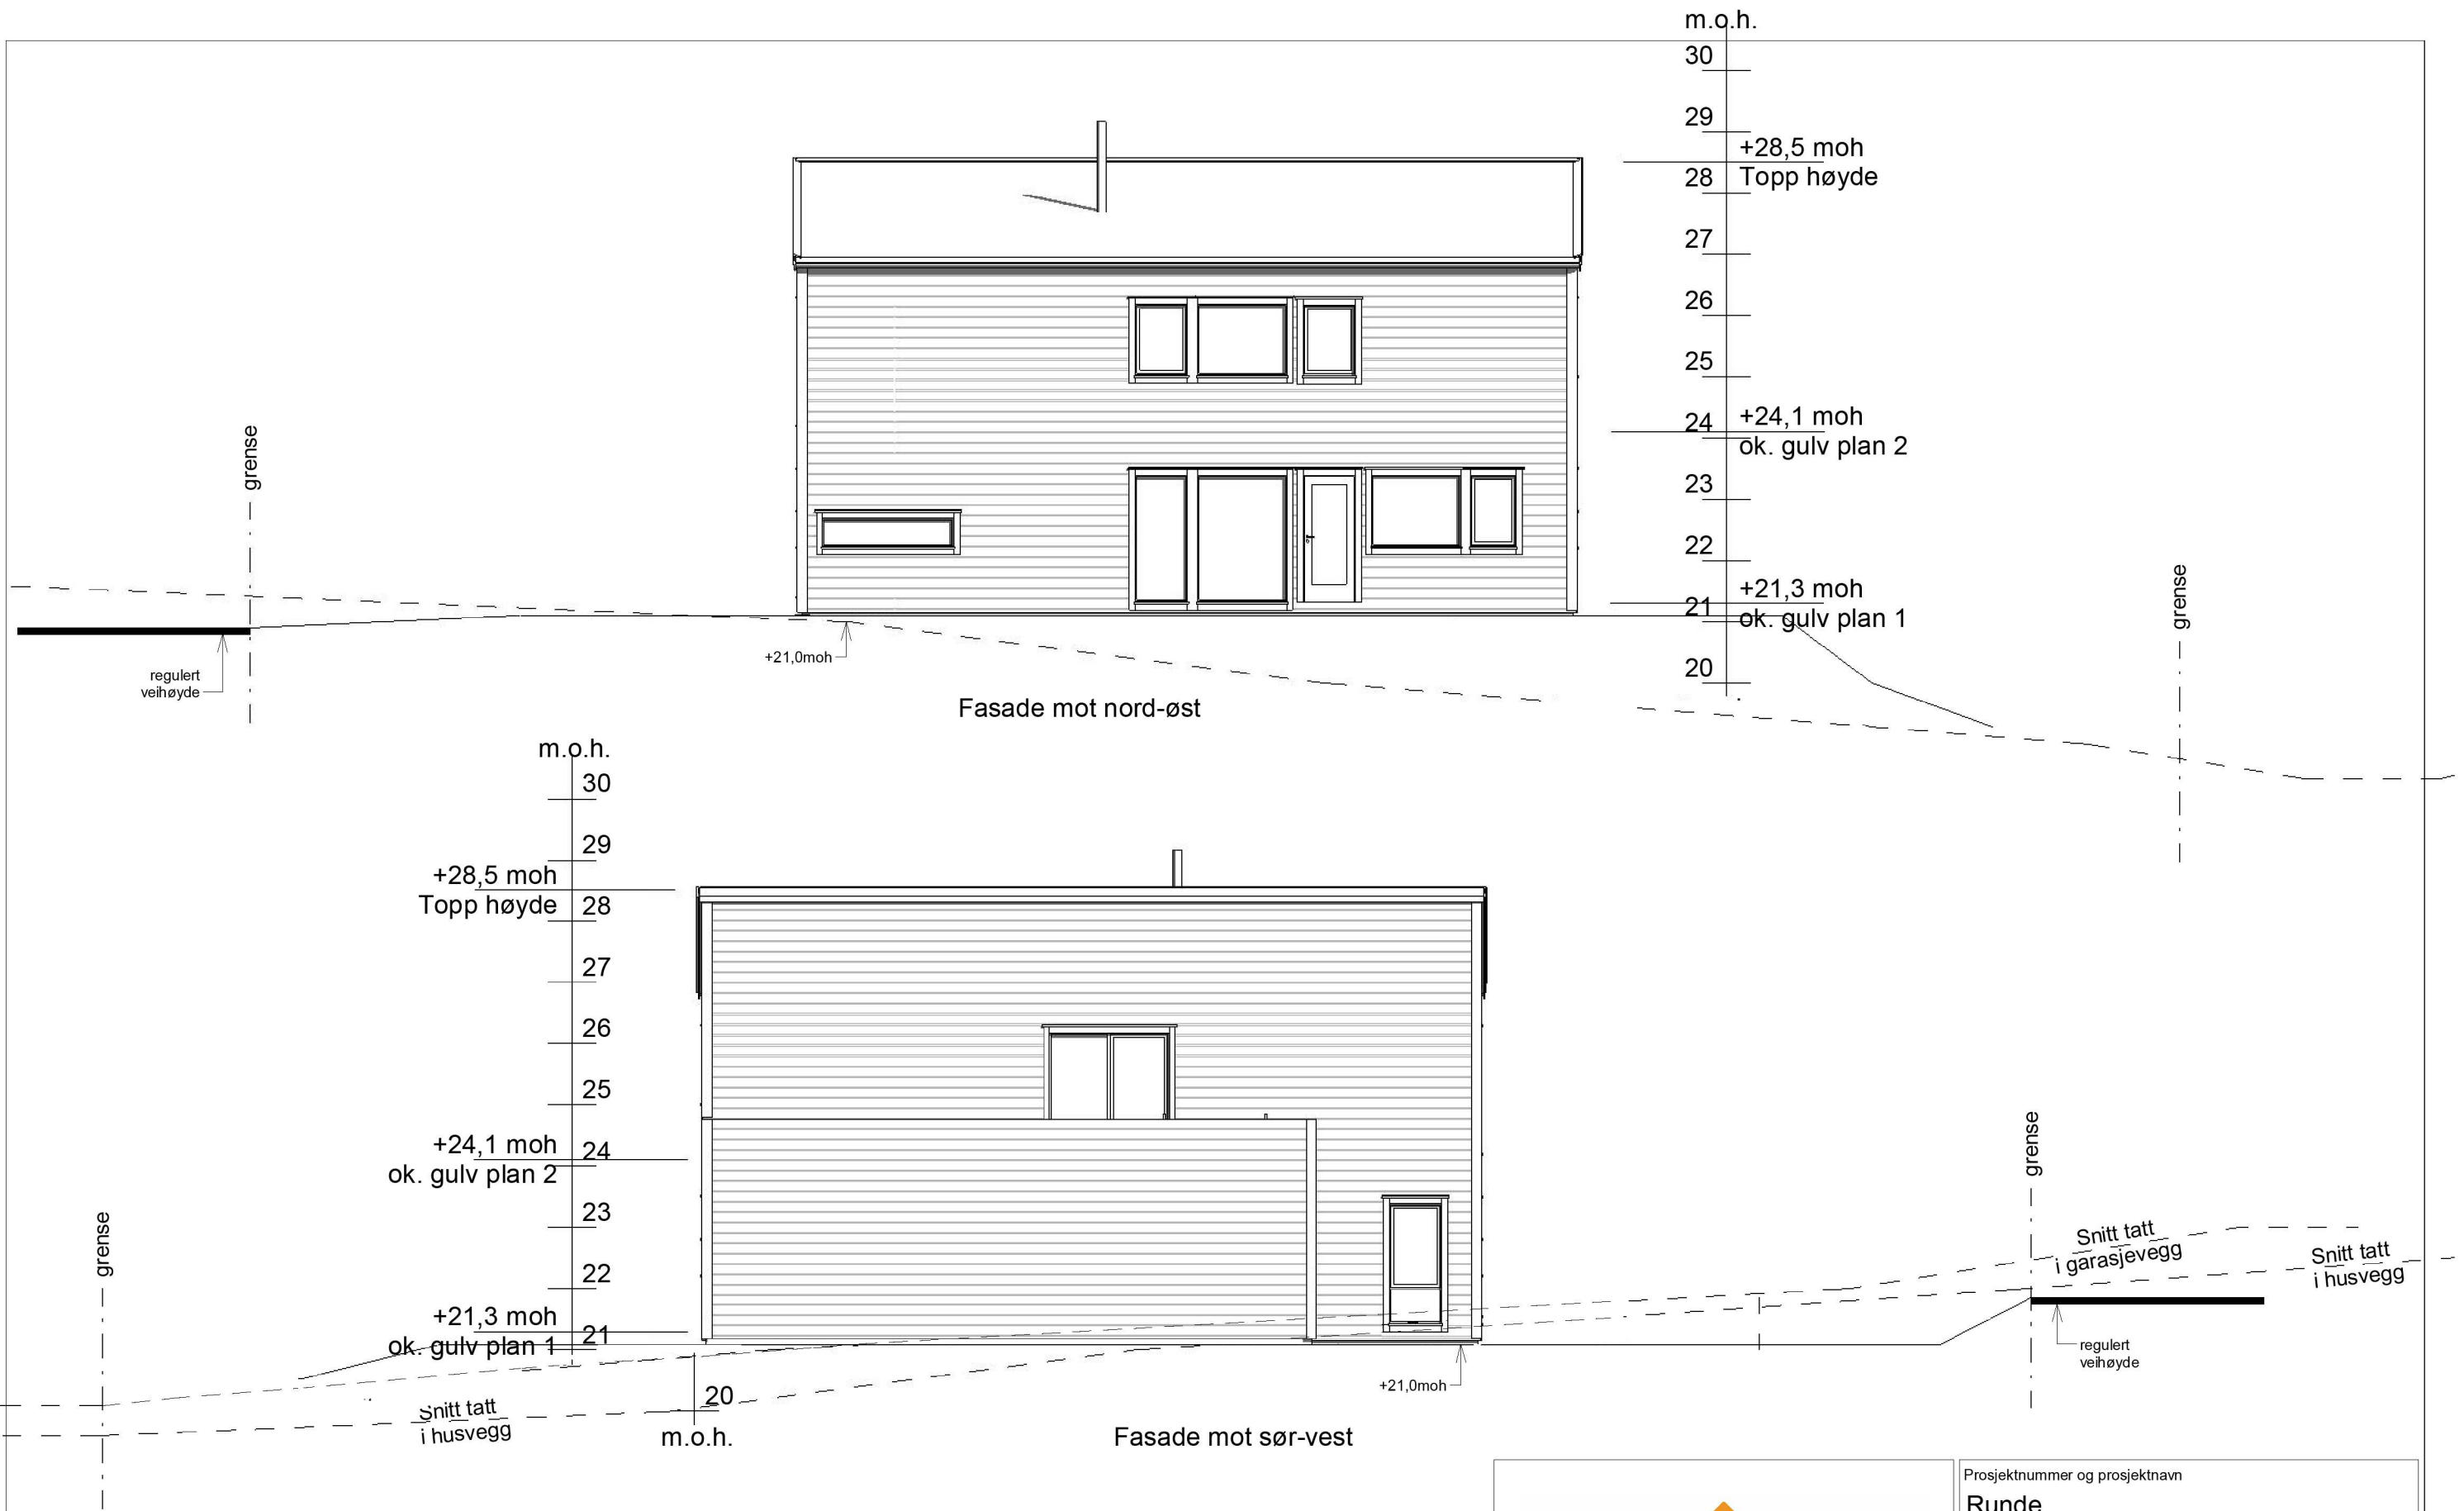 m.o.h.
30
29
+28,5 moh
28 Topp høyde
27
26
25
+24,1 moh
24
ok. gulv plan 2
23
22
+21,3 moh
21
ok. gulv plan 1
20
grense
grense
regulert
veihøyde
+21,0moh
Fasade mot nord-øst
m.o.h.
30
29
+28,5 moh
Topp høyde 28
27
26
25
+24,1 moh 24
ok. gulv plan 2
23
22
+21,3 moh
21
ok. gulv plan 1
20
m.o.h.
grense
grense
Snitt tatt
i garasjevegg
Snitt tatt
i husvegg
regulert
veihøyde
Snitt tatt
i husvegg
+21,0moh
Fasade mot sør-vest
Prosjektnummer og prosjektnavn
Runde